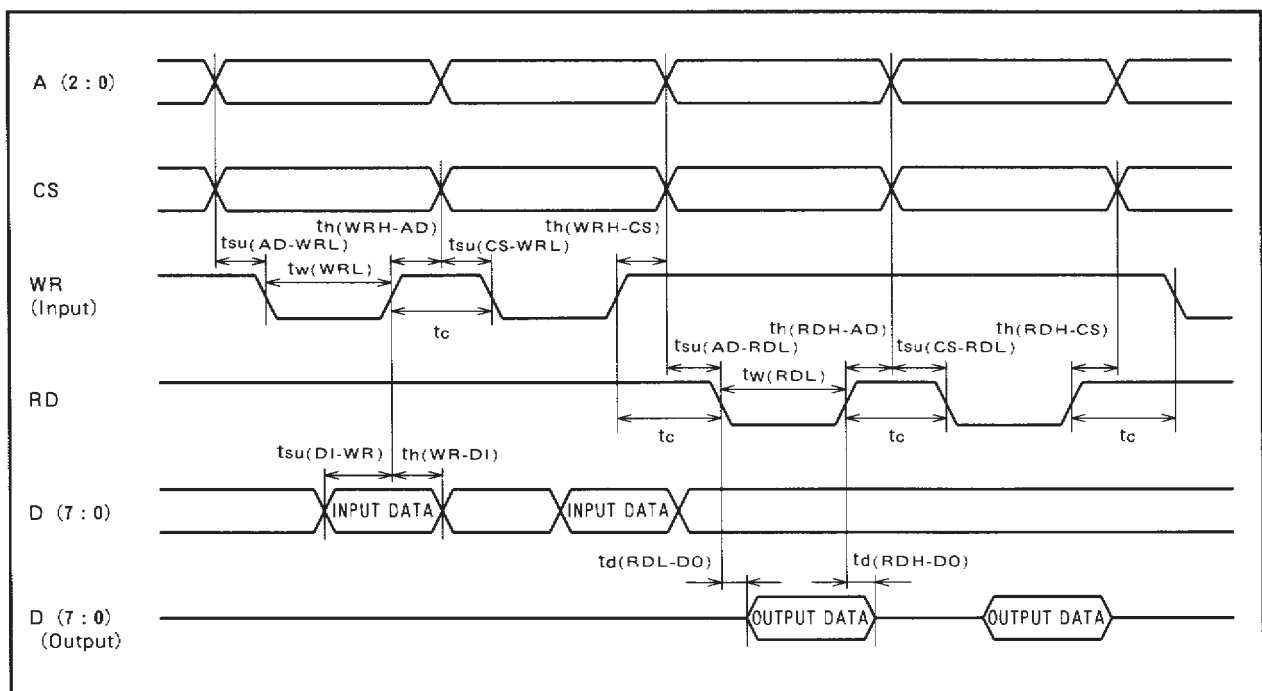 A (2:0)
CS
th(WRH-AD)
th(WRH-CS)
tsu(AD-WRL)
tsu(CS-WRL)
tw(WRL)
WR
(Input)
tc
th(RDH-AD)
th(RDH-CS)
tsu(AD-RDL)
tsu(CS-RDL)
tw(RDL)
RD
tc
tc
tc
tsu(DI-WR)
th(WR-DI)
D (7:0)
INPUT DATA
INPUT DATA
td(RDL-DO)
td(RDH-DO)
D (7:0)
(Output)
OUTPUT DATA
OUTPUT DATA